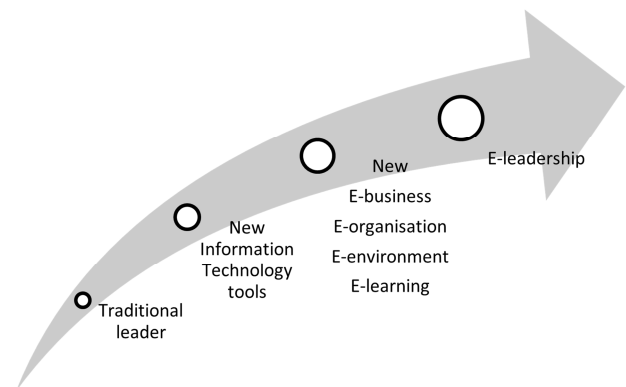 Traditional
leader
New
Information
Technology
tools
New
E-business
E-organisation
E-environment
E-learning
E-leadership